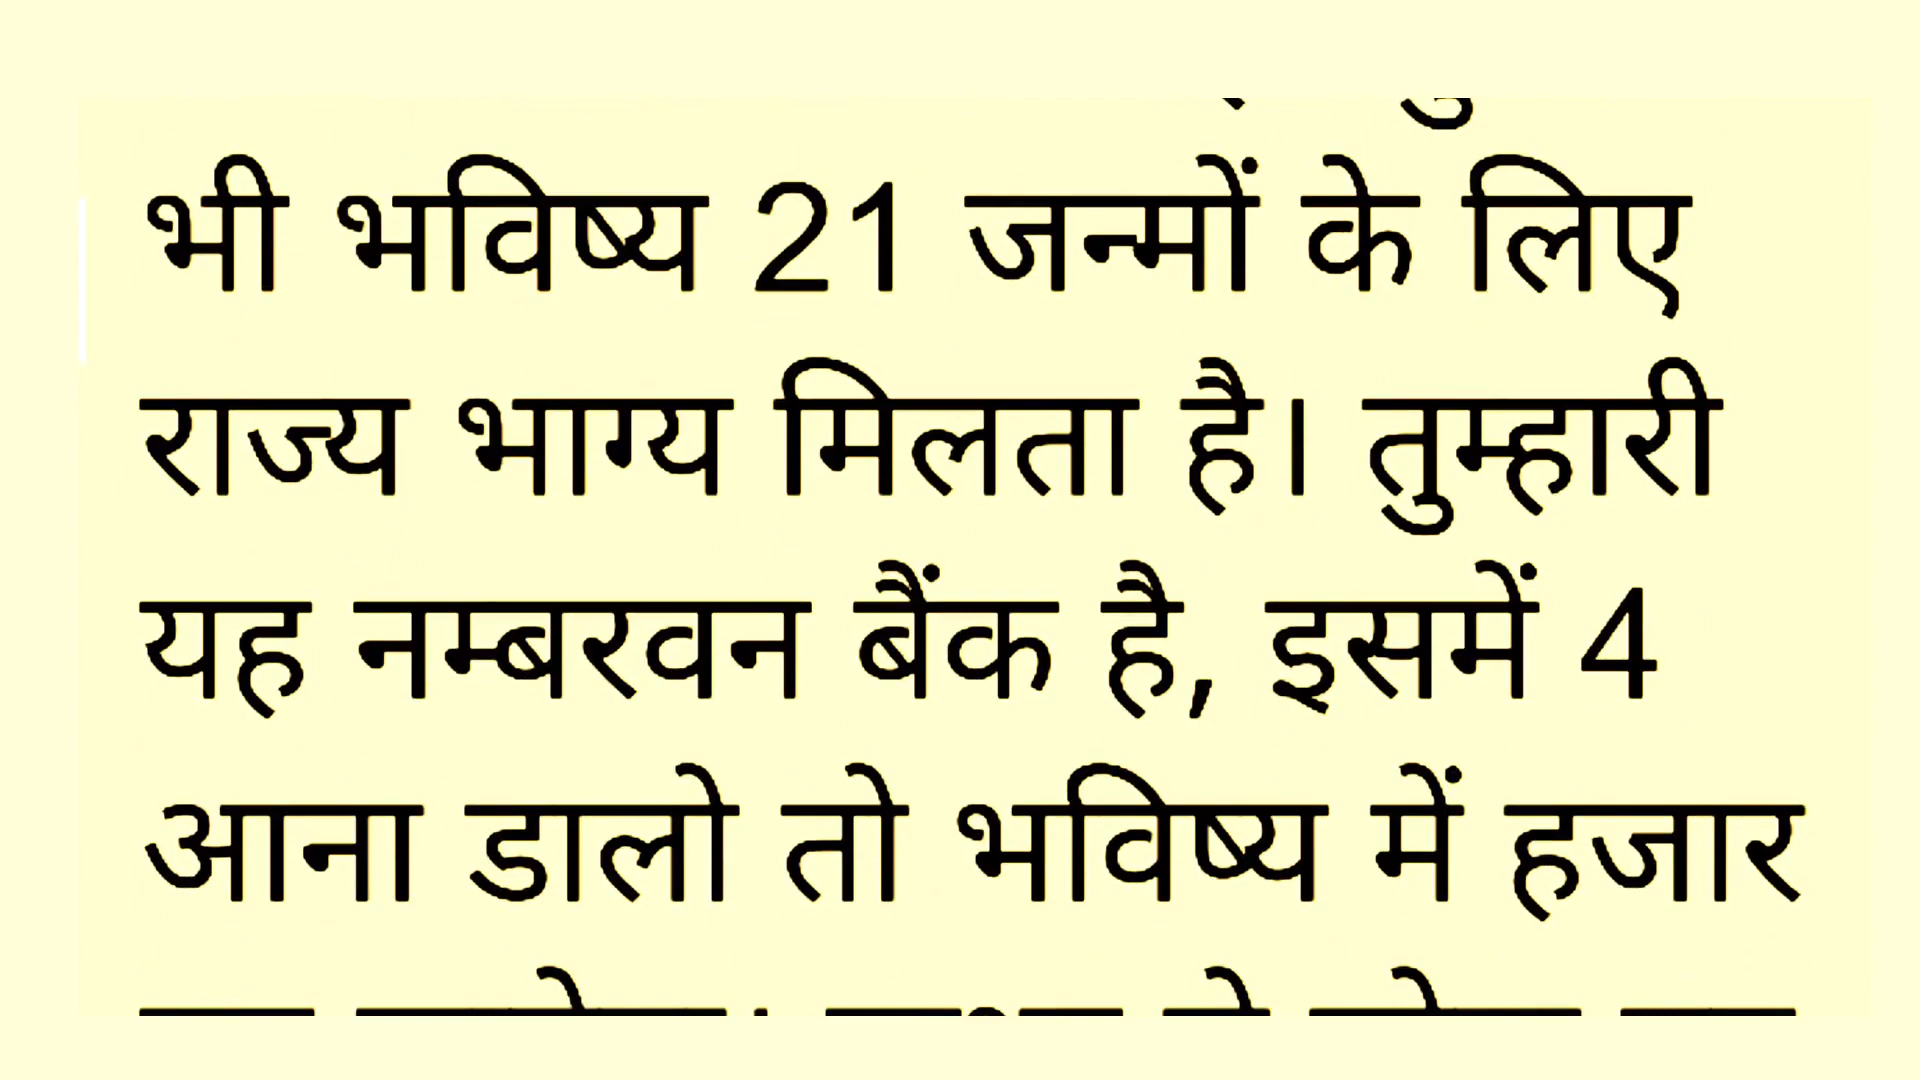 भी भविष्य 21 जन्मों के लिए
राज्य भाग्य मिलता है। तुम्हारी
यह नम्बरवन बैंक है, इसमें 4
आना डालो तो भविष्य में हजार